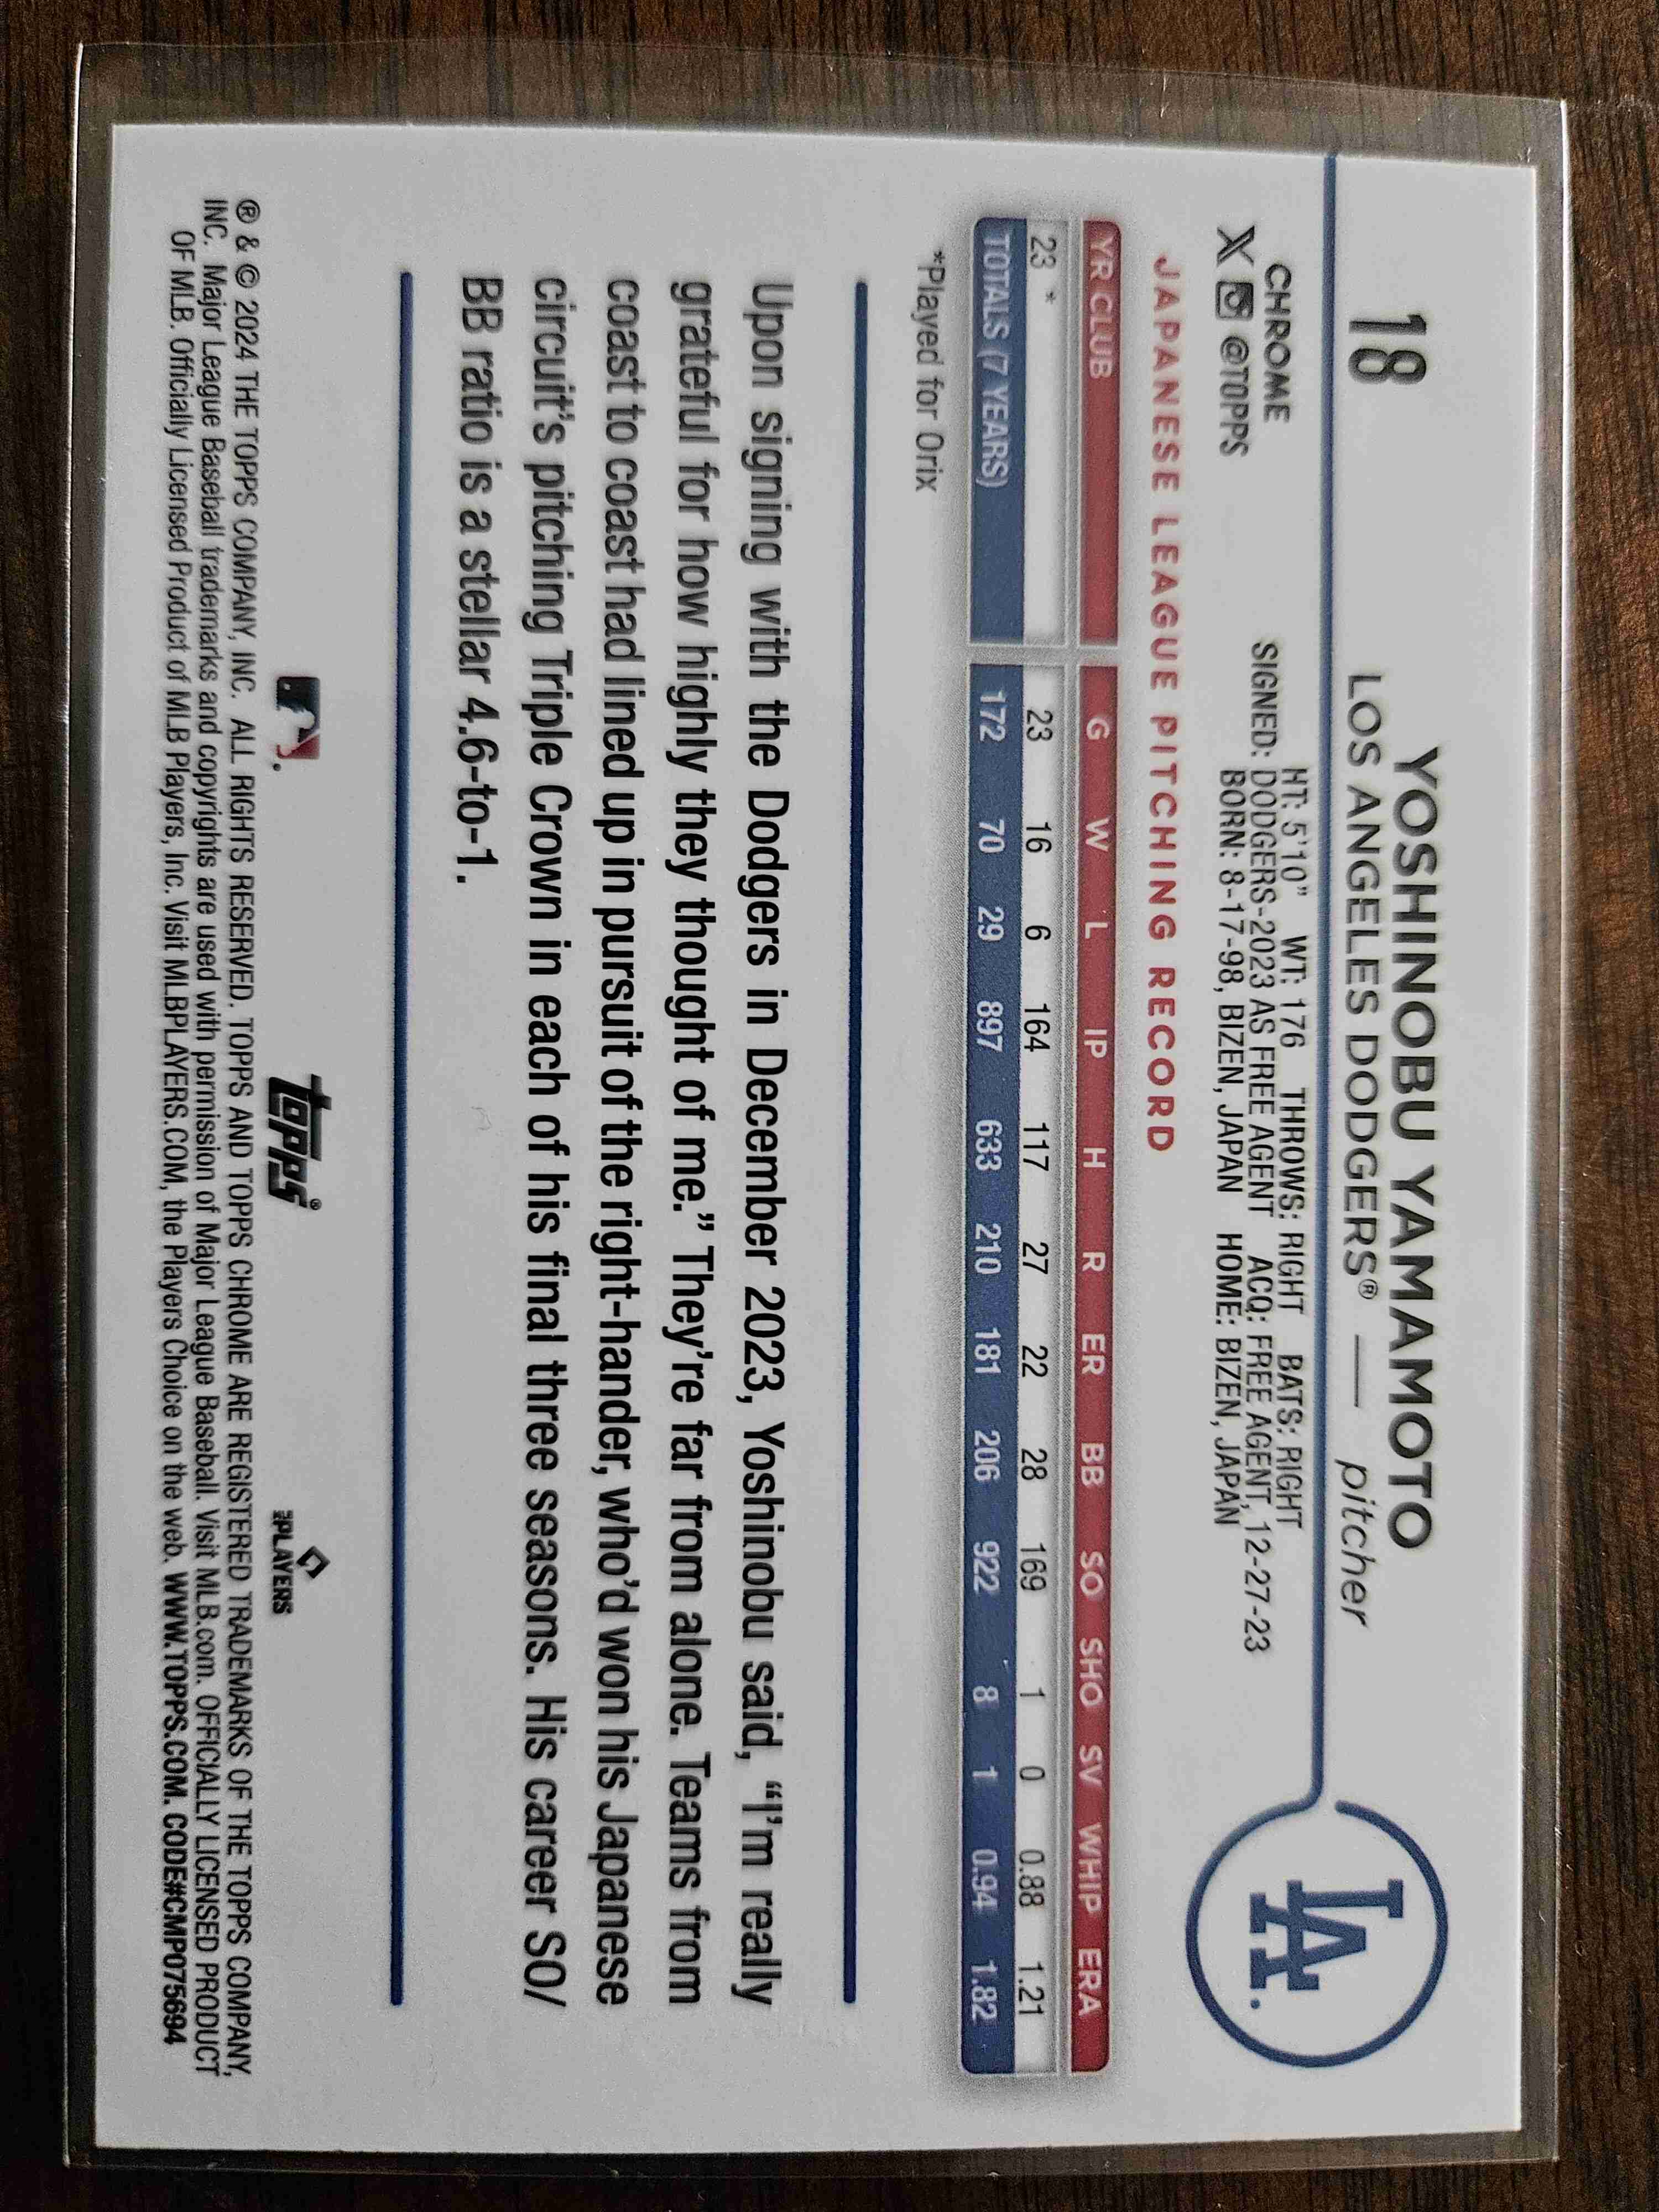 18
YOSHINOBU YAMAMOTO
LOS ANGELES DODGERS® — pitcher
CHROME
X @TOPPS
HT: 5'10" WT: 176 THROWS: RIGHT BATS: RIGHT
SIGNED: DODGERS-2023 AS FREE AGENT ACQ: FREE AGENT, 12-27-23
BORN: 8-17-98, BIZEN, JAPAN HOME: BIZEN, JAPAN
LA
JAPANESE LEAGUE PITCHING RECORD
YR CLUB G W L IP H R ER BB SO SHO SV WHIP ERA
23 * 23 16 6 164 117 27 22 28 169 1 0 0.88 1.21
TOTALS (7 YEARS) 172 70 29 897 633 210 181 206 922 8 1 0.94 1.82
*Played for Orix
Upon signing with the Dodgers in December 2023, Yoshinobu said, “I’m really
grateful for how highly they thought of me.” They’re far from alone. Teams from
coast to coast had lined up in pursuit of the right-hander, who’d won his Japanese
circuit’s pitching Triple Crown in each of his final three seasons. His career SO/
BB ratio is a stellar 4.6-to-1.
topps®
PLAYERS
® & © 2024 THE TOPPS COMPANY, INC. ALL RIGHTS RESERVED. TOPPS AND TOPPS CHROME ARE REGISTERED TRADEMARKS OF THE TOPPS COMPANY,
INC. Major League Baseball trademarks and copyrights are used with permission of Major League Baseball. Visit MLB.com. OFFICIALLY LICENSED PRODUCT
OF MLB. Officially Licensed Product of MLB Players, Inc. Visit MLBPLAYERS.COM, the Players Choice on the web. WWW.TOPPS.COM. CODE#CMP075694